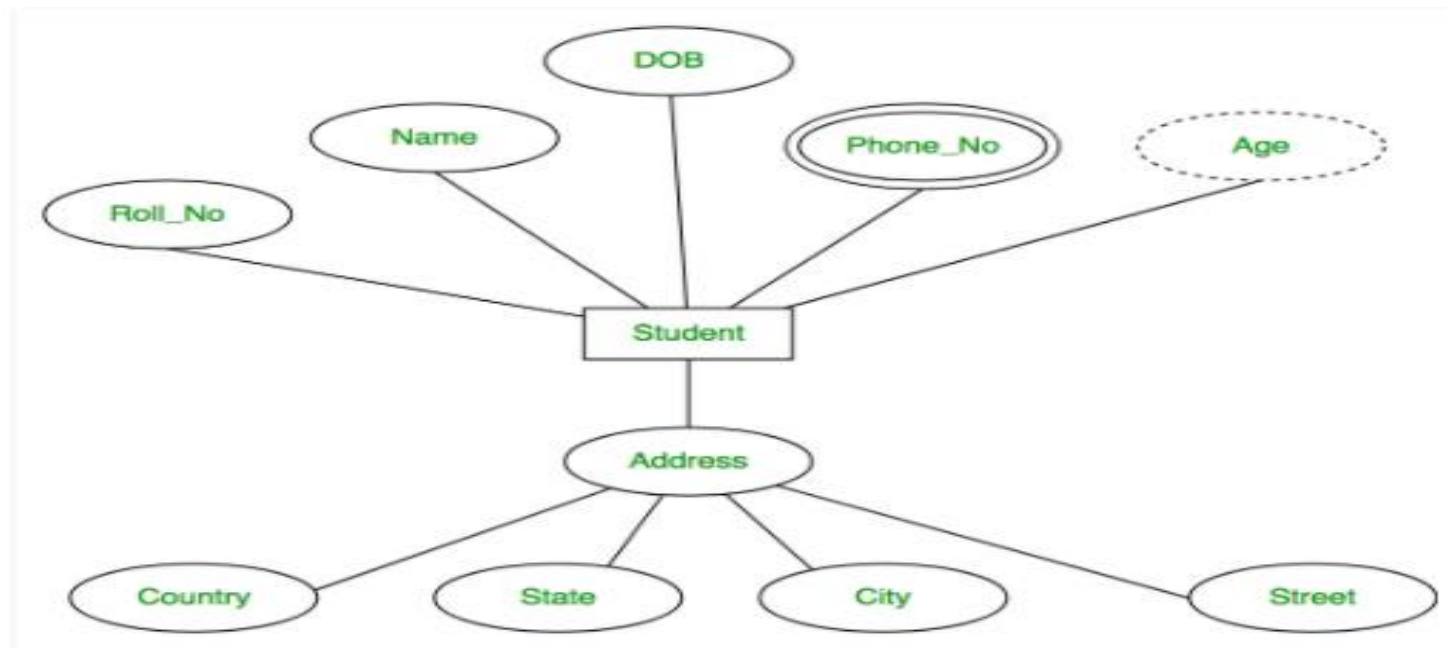 DOB
Name
Phone_No
Age
Roll_No
Student
Address
Country
State
City
Street